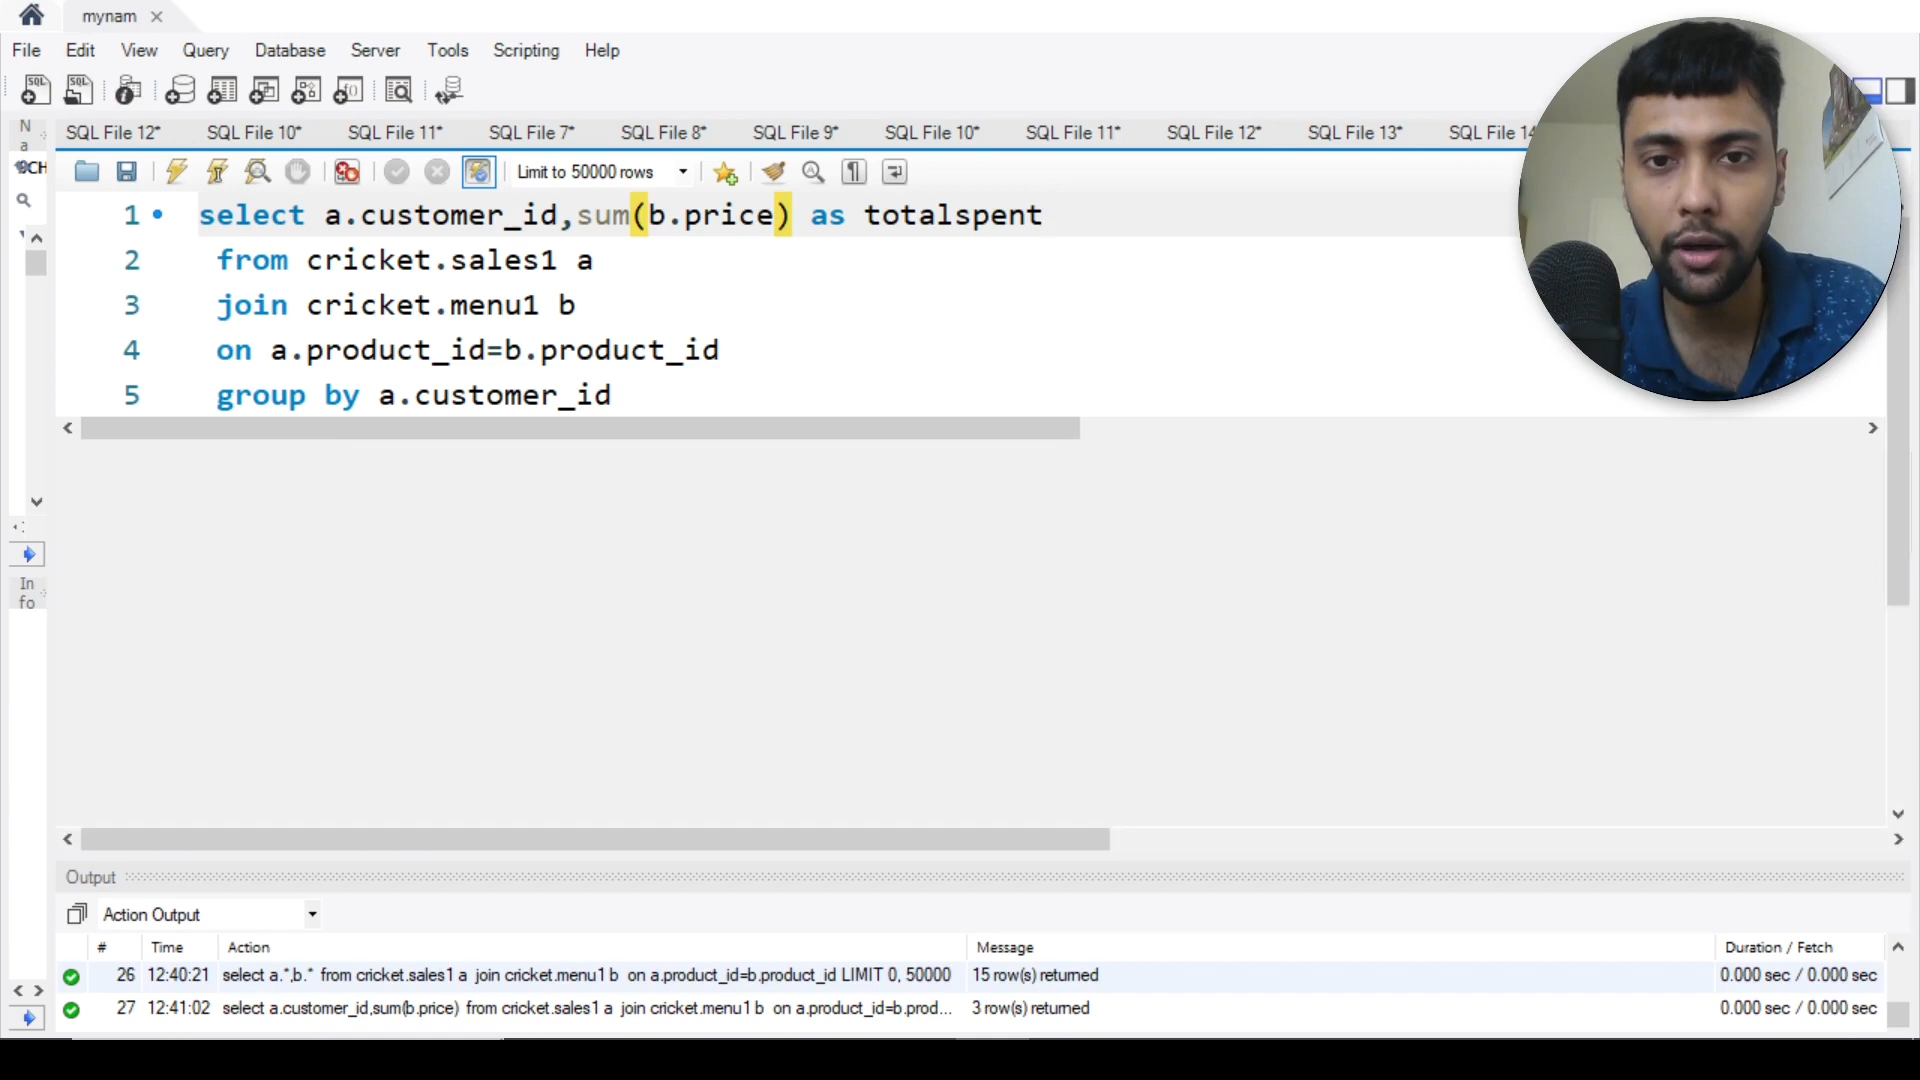 mynam
File Edit View Query Database Server Tools Scripting Help
SQL File 12* SQL File 10* SQL File 11* SQL File 7* SQL File 8* SQL File 9* SQL File 10* SQL File 11* SQL File 12* SQL File 13* SQL File 14
Na
SCH
Limit to 50000 rows
1 select a.customer_id,sum(b.price) as totalspent
2 from cricket.sales1 a
3 join cricket.menu1 b
4 on a.product_id=b.product_id
5 group by a.customer_id
Info
Output
Action Output
# Time Action Message Duration / Fetch
26 12:40:21 select a.*,b.* from cricket.sales1 a join cricket.menu1 b on a.product_id=b.product_id LIMIT 0, 50000 15 row(s) returned 0.000 sec / 0.000 sec
27 12:41:02 select a.customer_id,sum(b.price) from cricket.sales1 a join cricket.menu1 b on a.product_id=b.prod... 3 row(s) returned 0.000 sec / 0.000 sec